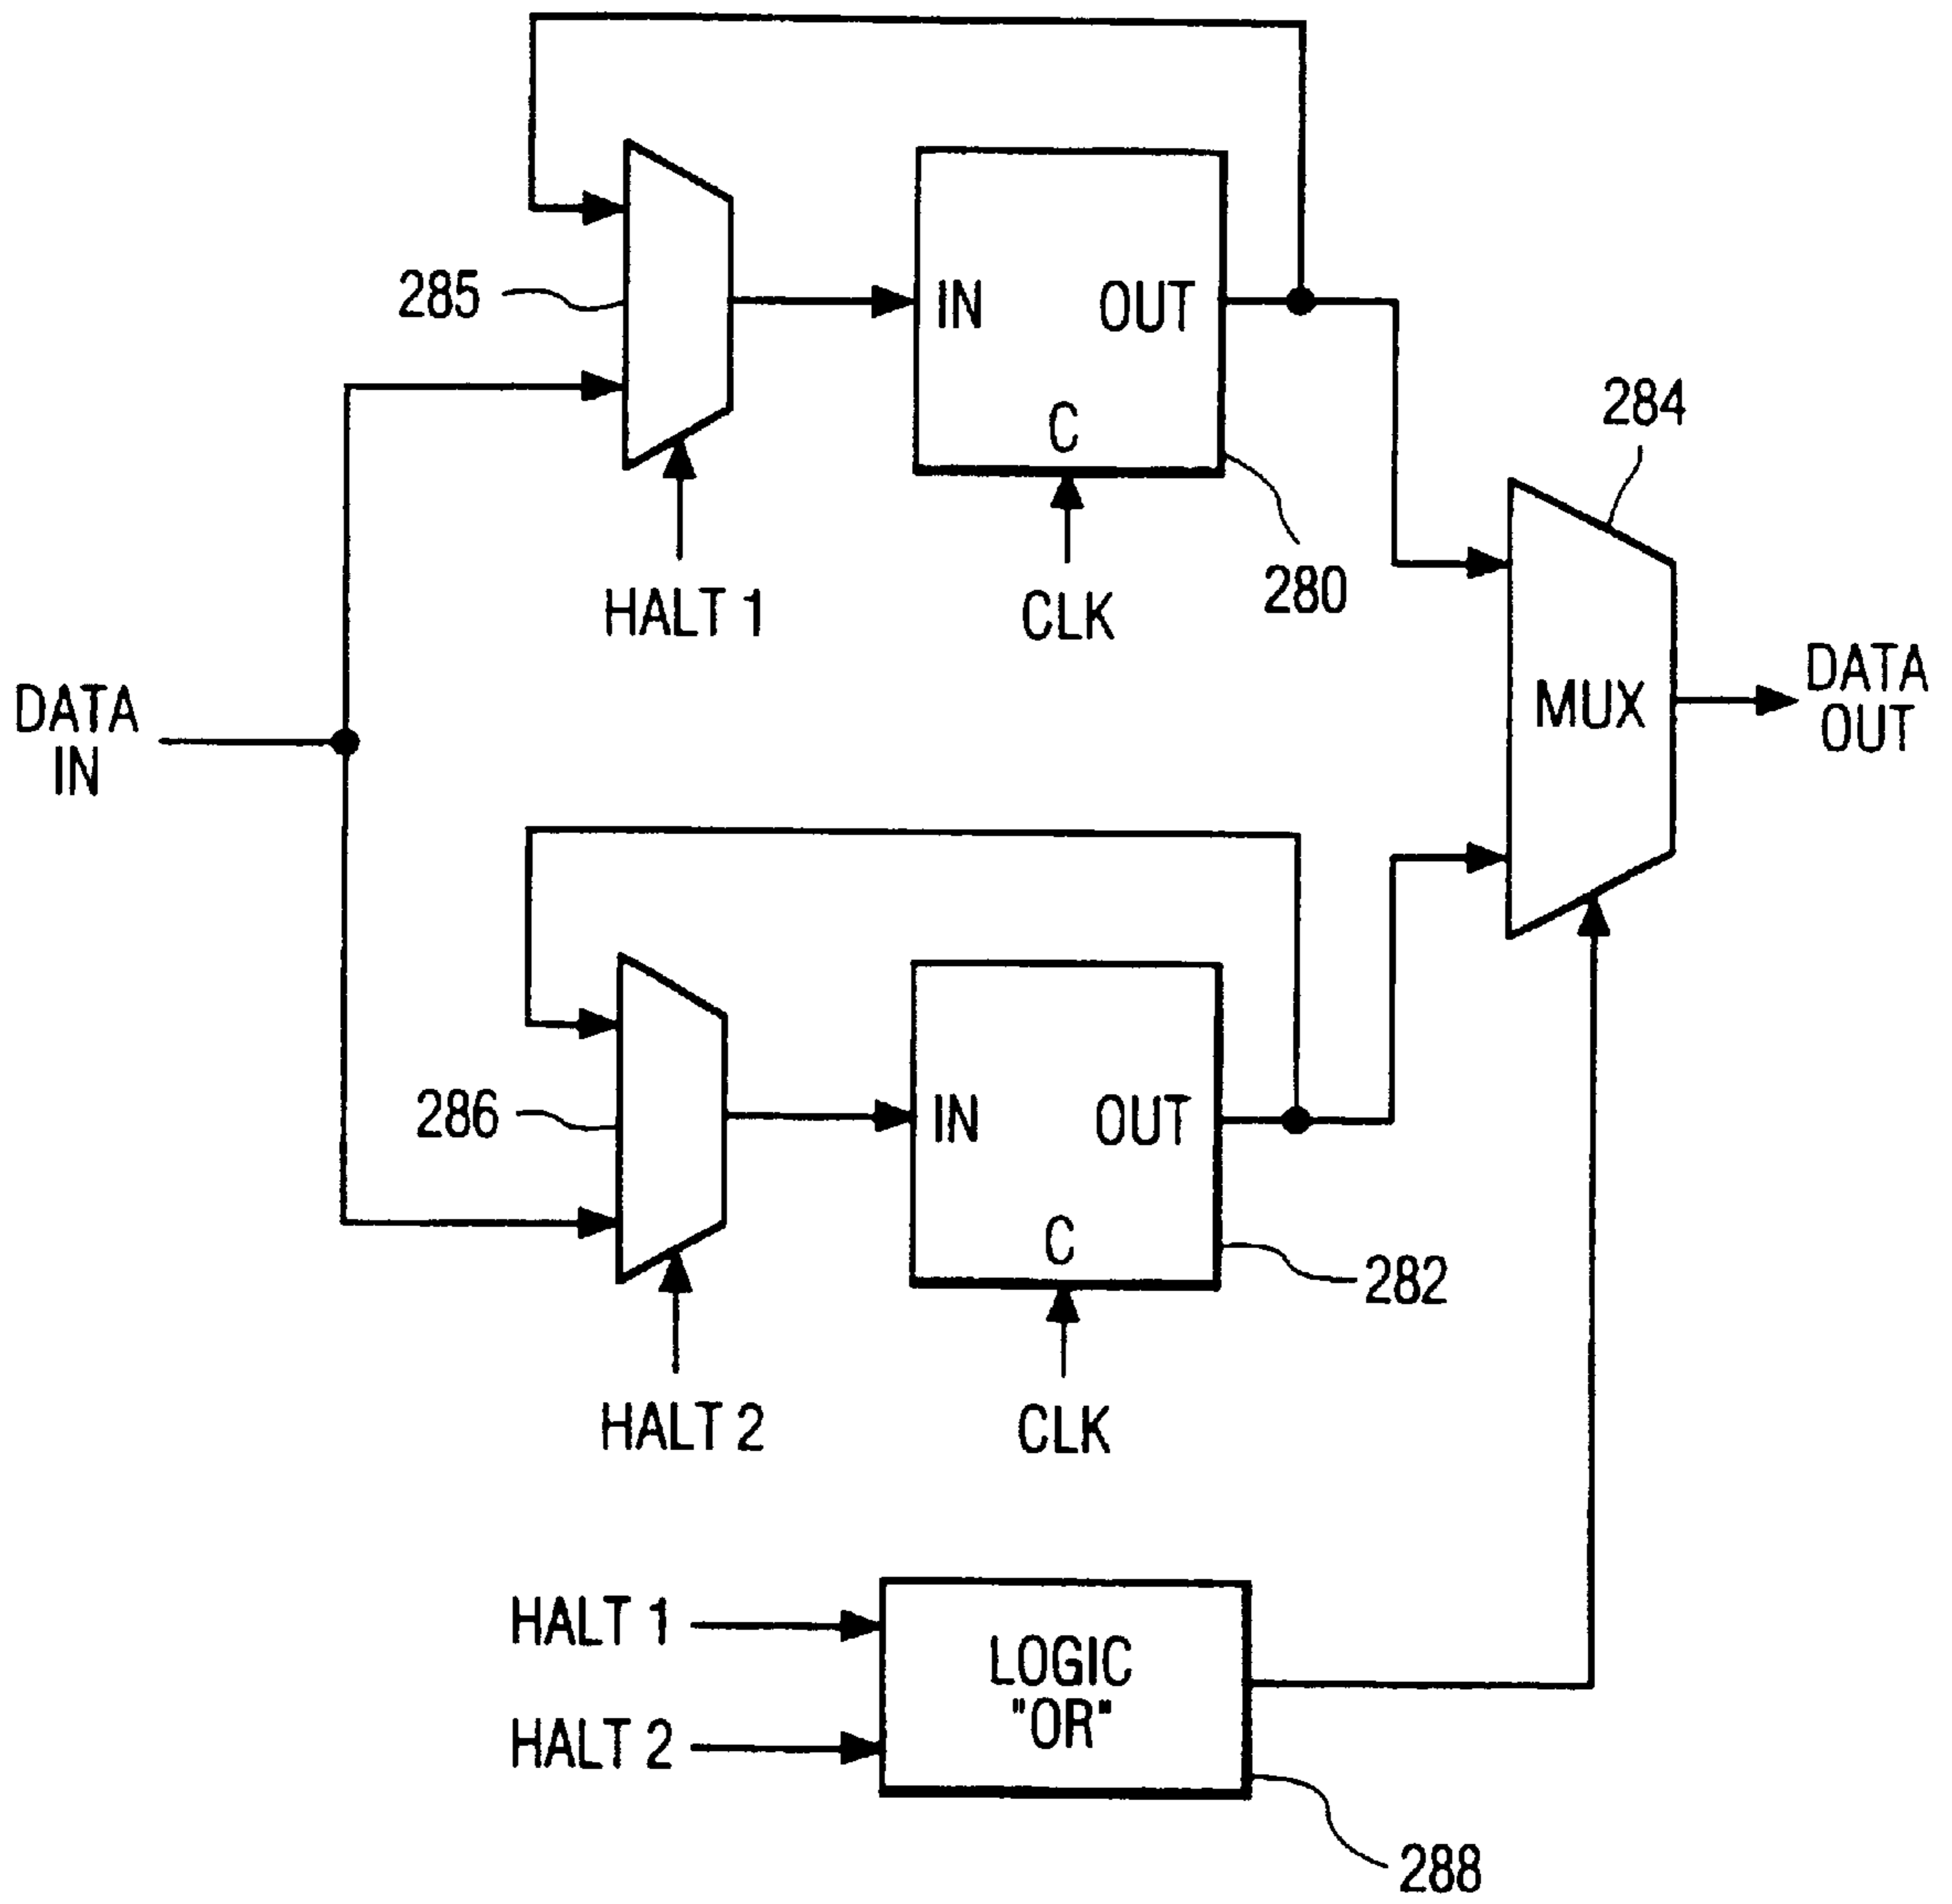 285
IN
OUT
C
284
HALT 1
CLK
280
DATA
IN
MUX
DATA
OUT
286
IN
OUT
C
282
HALT 2
CLK
HALT 1
HALT 2
LOGIC
"OR"
288